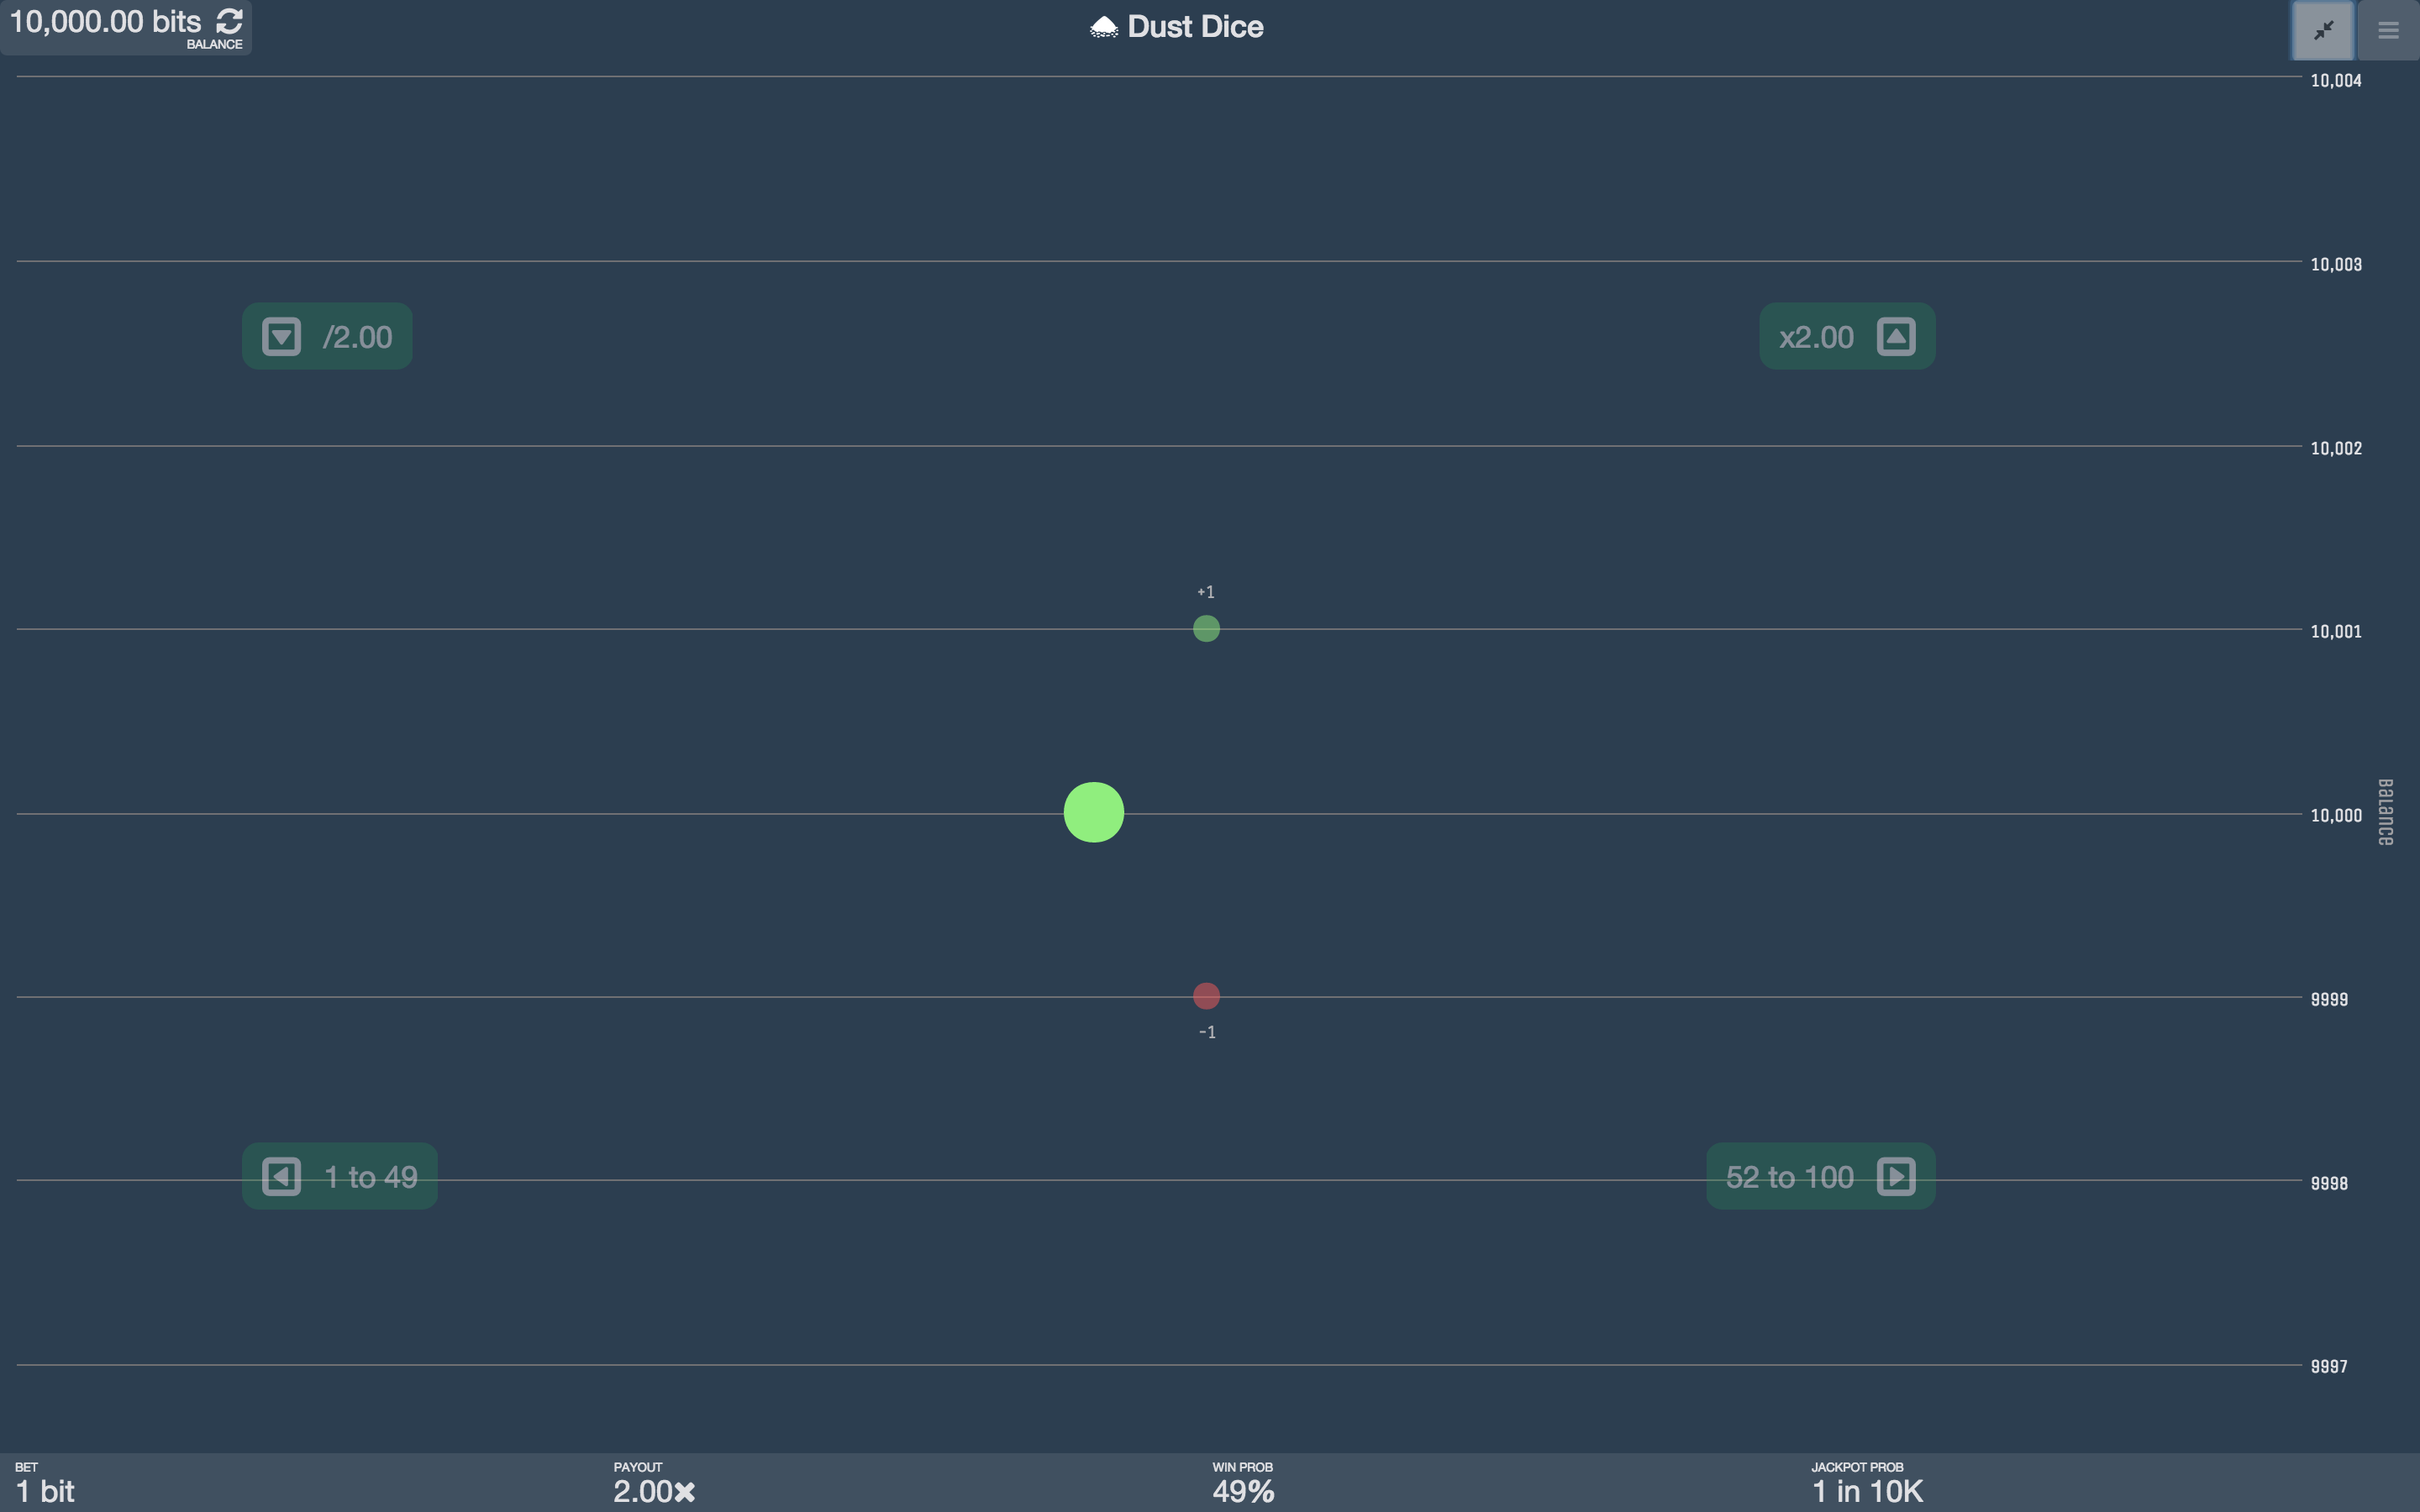 10,000.00 bits
BALANCE
Dust Dice
10,004
10,003
/2.00
x2.00
10,002
+1
10,001
10,000
Balance
9999
-1
1 to 49
52 to 100
9998
9997
BET
1 bit
PAYOUT
2.00×
WIN PROB
49%
JACKPOT PROB
1 in 10K